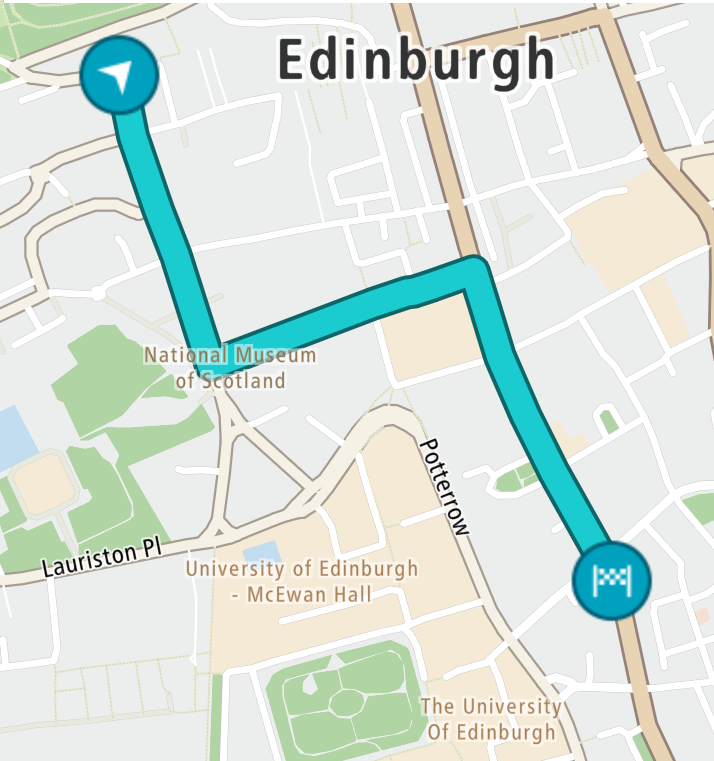 Edinburgh
National Museum
of Scotland
Potterrow
Lauriston Pl
University of Edinburgh
- McEwan Hall
The University
Of Edinburgh